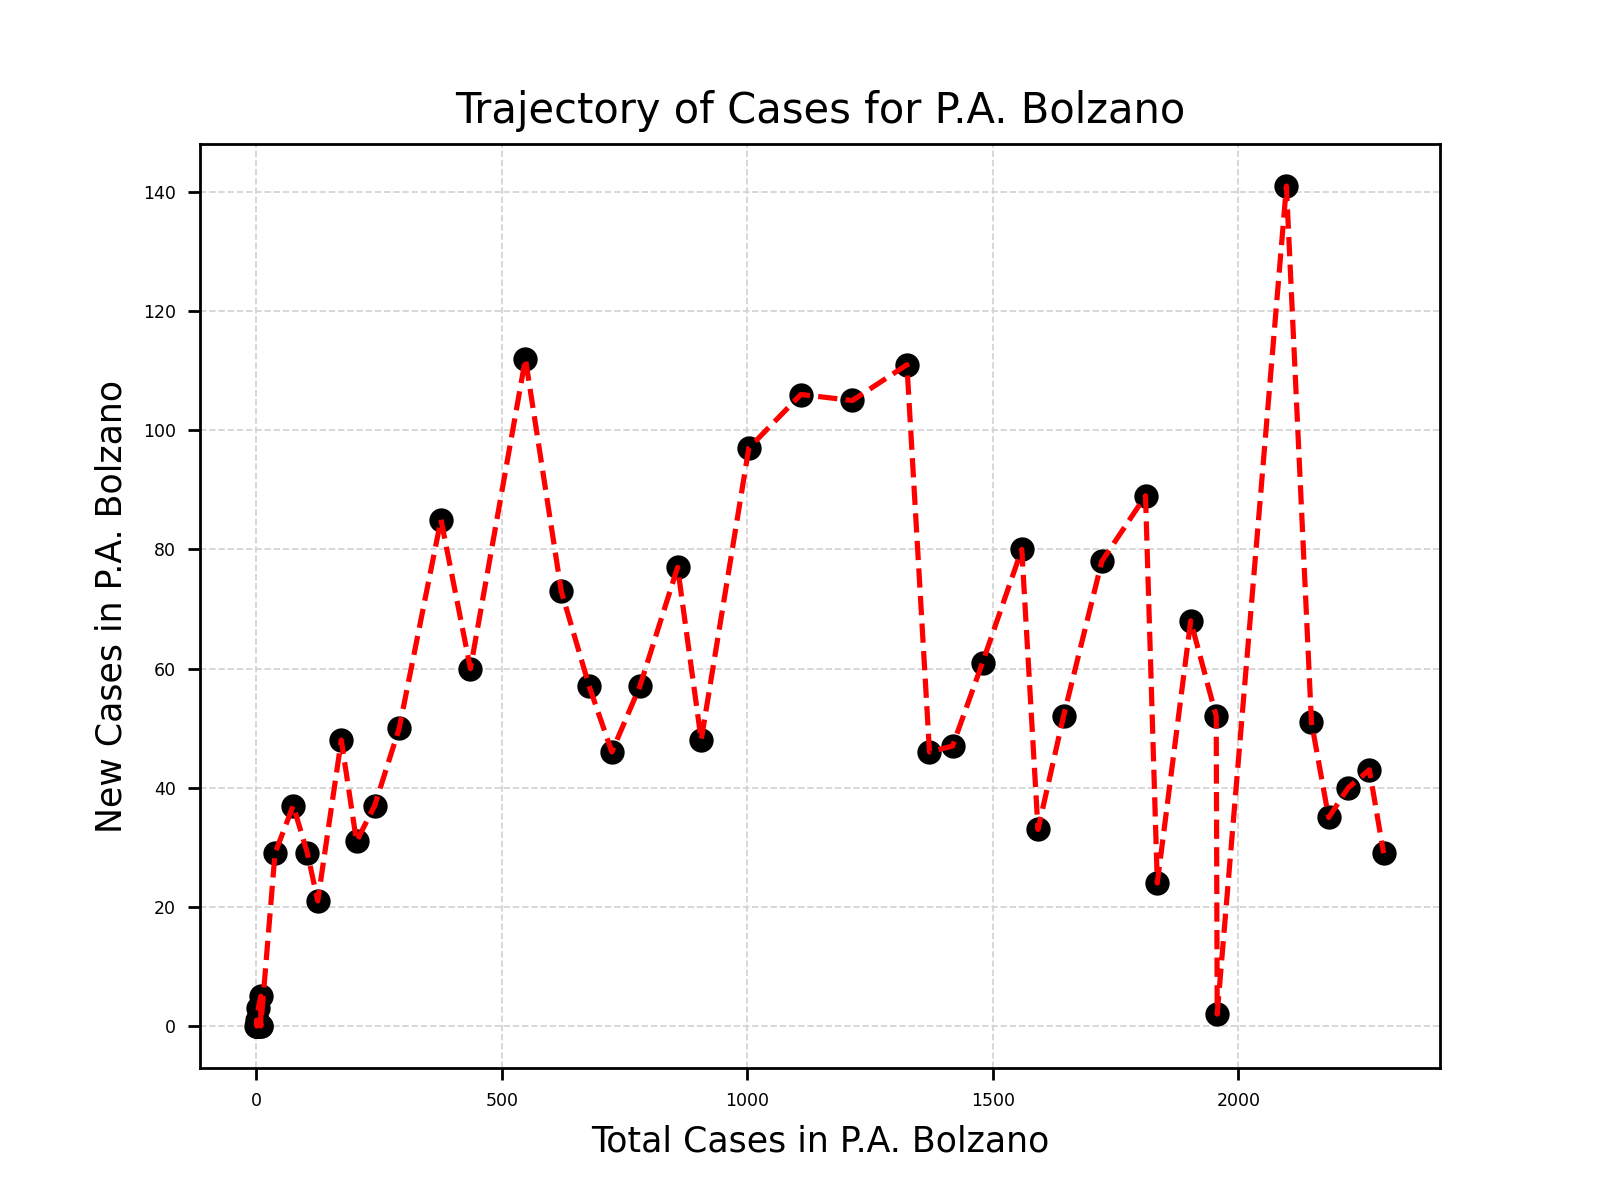 Trajectory of Cases for P.A. Bolzano
New Cases in P.A. Bolzano
140
120
100
80
60
40
20
0
0 500 1000 1500 2000
Total Cases in P.A. Bolzano